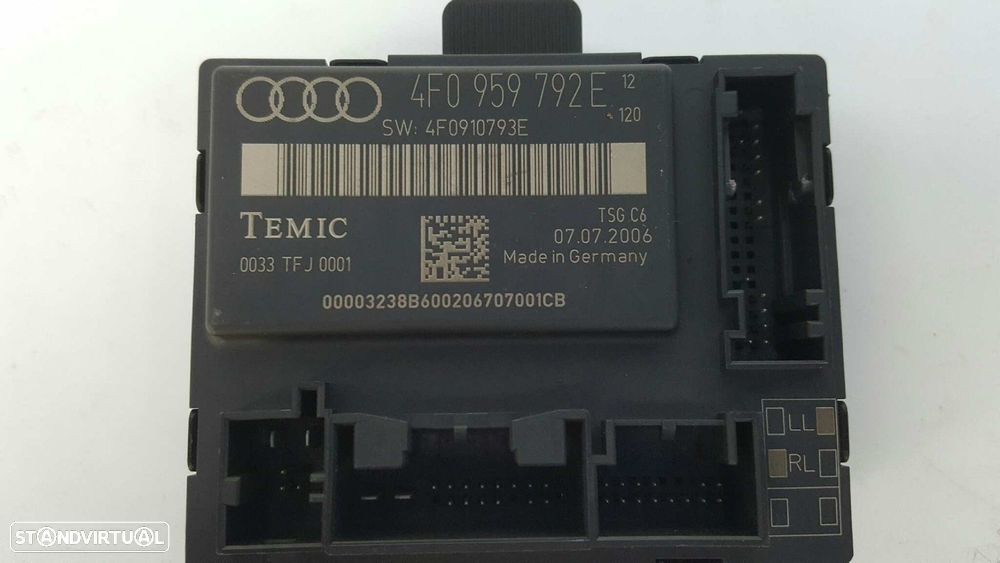 4F0 959 792 E 12
120
SW: 4F0910793E
TEMIC
TSG C6
07.07.2006
0033 TFJ 0001
Made in Germany
00003238B600206707001CB
LL
RL
STANDVIRTUAL